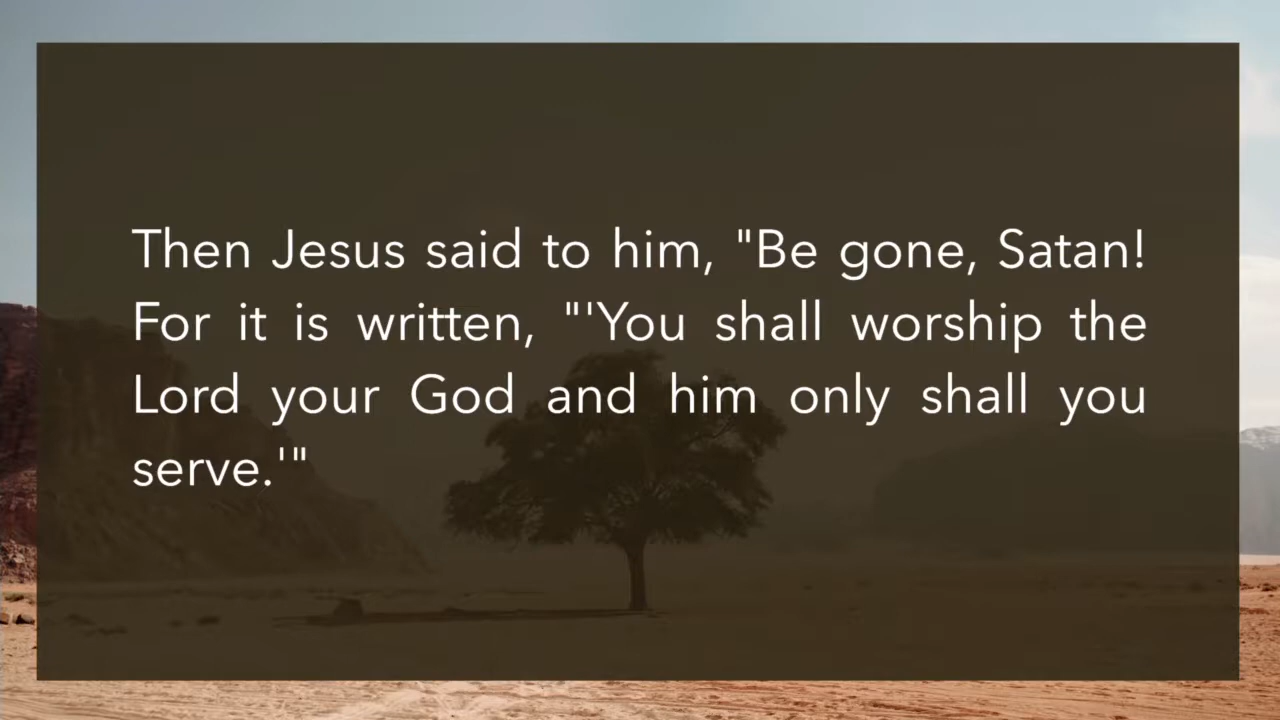 Then Jesus said to him, "Be gone, Satan!
For it is written, "'You shall worship the
Lord your God and him only shall you
serve.'"